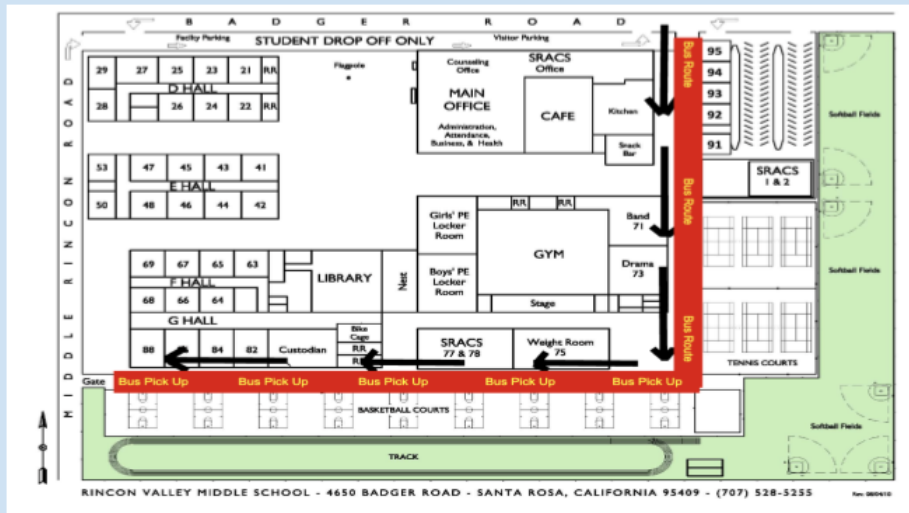 BADGER ROAD
Faculty Parking
STUDENT DROP OFF ONLY
Visitor Parking
MIDDLE RINCON ROAD
29 27 25 23 21 RR
D HALL
28 26 24 22 RR
Flagpole
Counseling Office
SRACS Office
MAIN OFFICE
Administration, Attendance, Business, & Health
CAFE
Kitchen
Snack Bar
Bus Route
95
94
93
92
91
Softball Fields
53 47 45 43 41
E HALL
50 48 46 44 42
SRACS 1 & 2
Girls' PE Locker Room
RR RR
Band 71
Bus Route
GYM
69 67 65 63
F HALL
68 66 64
LIBRARY
Nest
Boys' PE Locker Room
Drama 73
Stage
Softball Fields
G HALL
88 84 82 Custodian
Bike Cage
RR
SRACS 77 & 78
Weight Room 75
Bus Route
TENNIS COURTS
Gate
Bus Pick Up Bus Pick Up Bus Pick Up Bus Pick Up Bus Pick Up
BASKETBALL COURTS
Softball Fields
TRACK
RINCON VALLEY MIDDLE SCHOOL - 4650 BADGER ROAD - SANTA ROSA, CALIFORNIA 95409 - (707) 528-5255